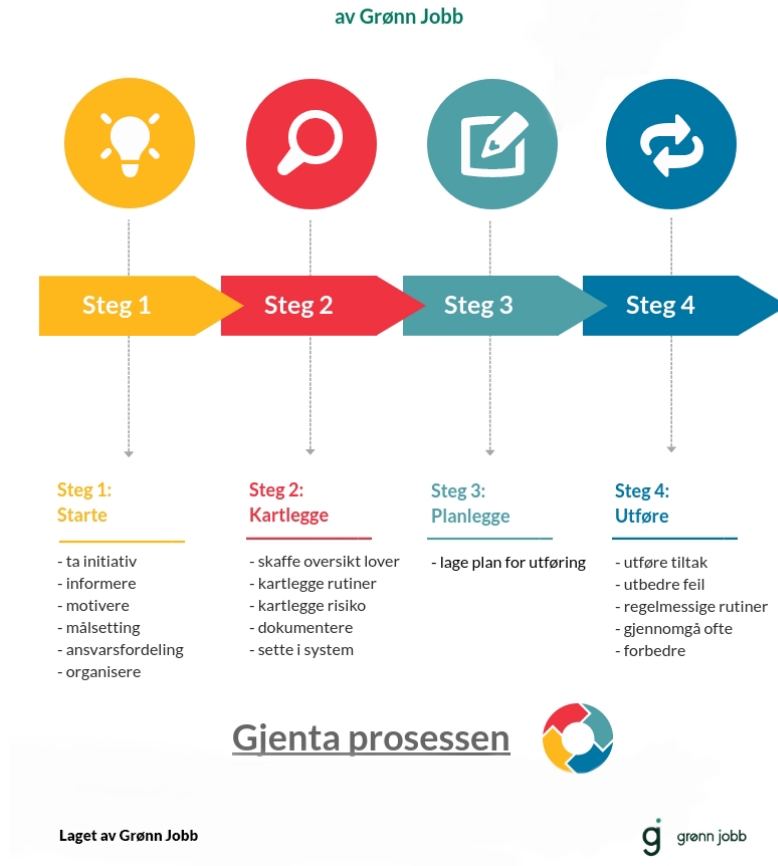 av Grønn Jobb
Steg 1
Steg 2
Steg 3
Steg 4
Steg 1:
Starte
- ta initiativ
- informere
- motivere
- målsetting
- ansvarsfordeling
- organisere
Steg 2:
Kartlegge
- skaffe oversikt lover
- kartlegge rutiner
- kartlegge risiko
- dokumentere
- sette i system
Steg 3:
Planlegge
- lage plan for utføring
Steg 4:
Utføre
- utføre tiltak
- utbedre feil
- regelmessige rutiner
- gjennomgå ofte
- forbedre
Gjenta prosessen
Laget av Grønn Jobb
gj grønn jobb